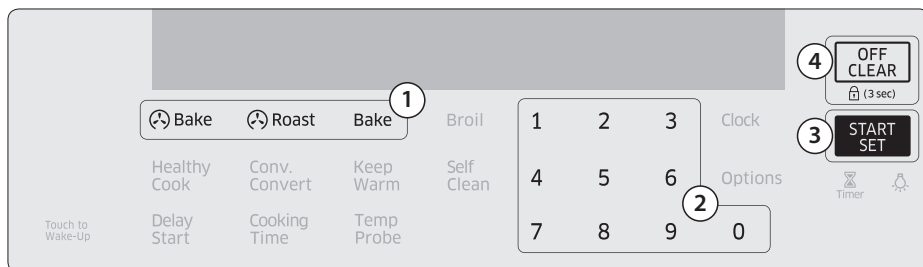 4
OFF
CLEAR
(3 sec)
1
Bake
Roast
Bake
Broil
1
2
3
Clock
3
START
SET
Healthy
Cook
Conv.
Convert
Keep
Warm
Self
Clean
4
5
6
Options
Timer
2
Touch to
Wake-Up
Delay
Start
Cooking
Time
Temp
Probe
7
8
9
0